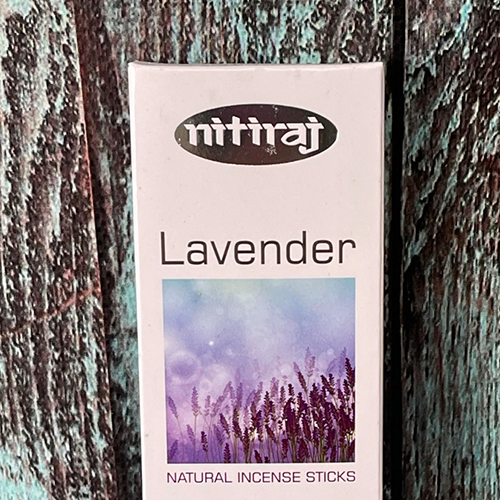 nitiraj
Lavender
NATURAL INCENSE STICKS